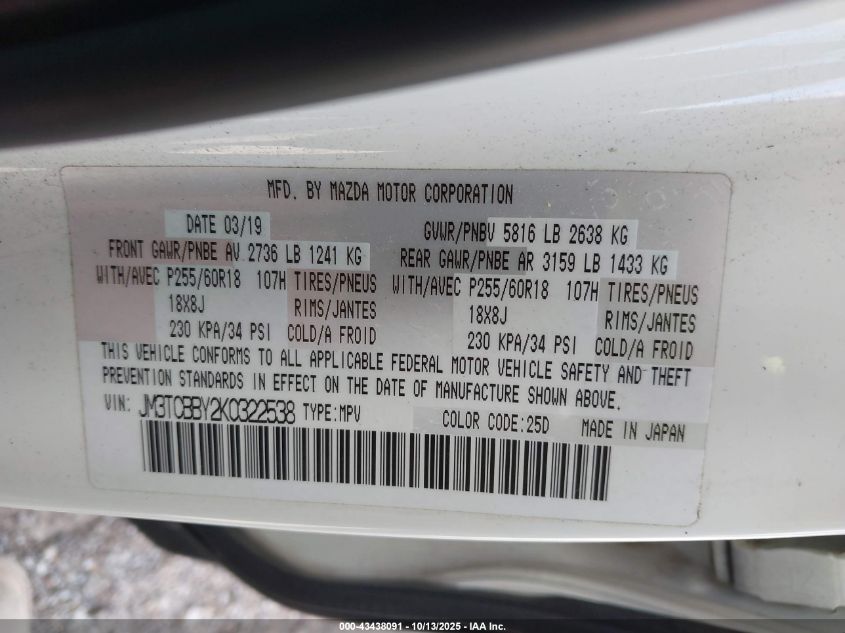 MFD. BY MAZDA MOTOR CORPORATION
DATE 03/19 GVWR/PNBV 5816 LB 2638 KG
FRONT GAWR/PNBE AV 2736 LB 1241 KG REAR GAWR/PNBE AR 3159 LB 1433 KG
WITH/AVEC P255/60R18 107H TIRES/PNEUS WITH/AVEC P255/60R18 107H TIRES/PNEUS
18X8J RIMS/JANTES 18X8J RIMS/JANTES
230 KPA/34 PSI COLD/A FROID 230 KPA/34 PSI COLD/A FROID
THIS VEHICLE CONFORMS TO ALL APPLICABLE FEDERAL MOTOR VEHICLE SAFETY AND THEFT
PREVENTION STANDARDS IN EFFECT ON THE DATE OF MANUFACTURE SHOWN ABOVE.
VIN: JM3TCBBY2K0322538 TYPE:MPV COLOR CODE:25D MADE IN JAPAN
000-43438091 - 10/13/2025 - IAA Inc.